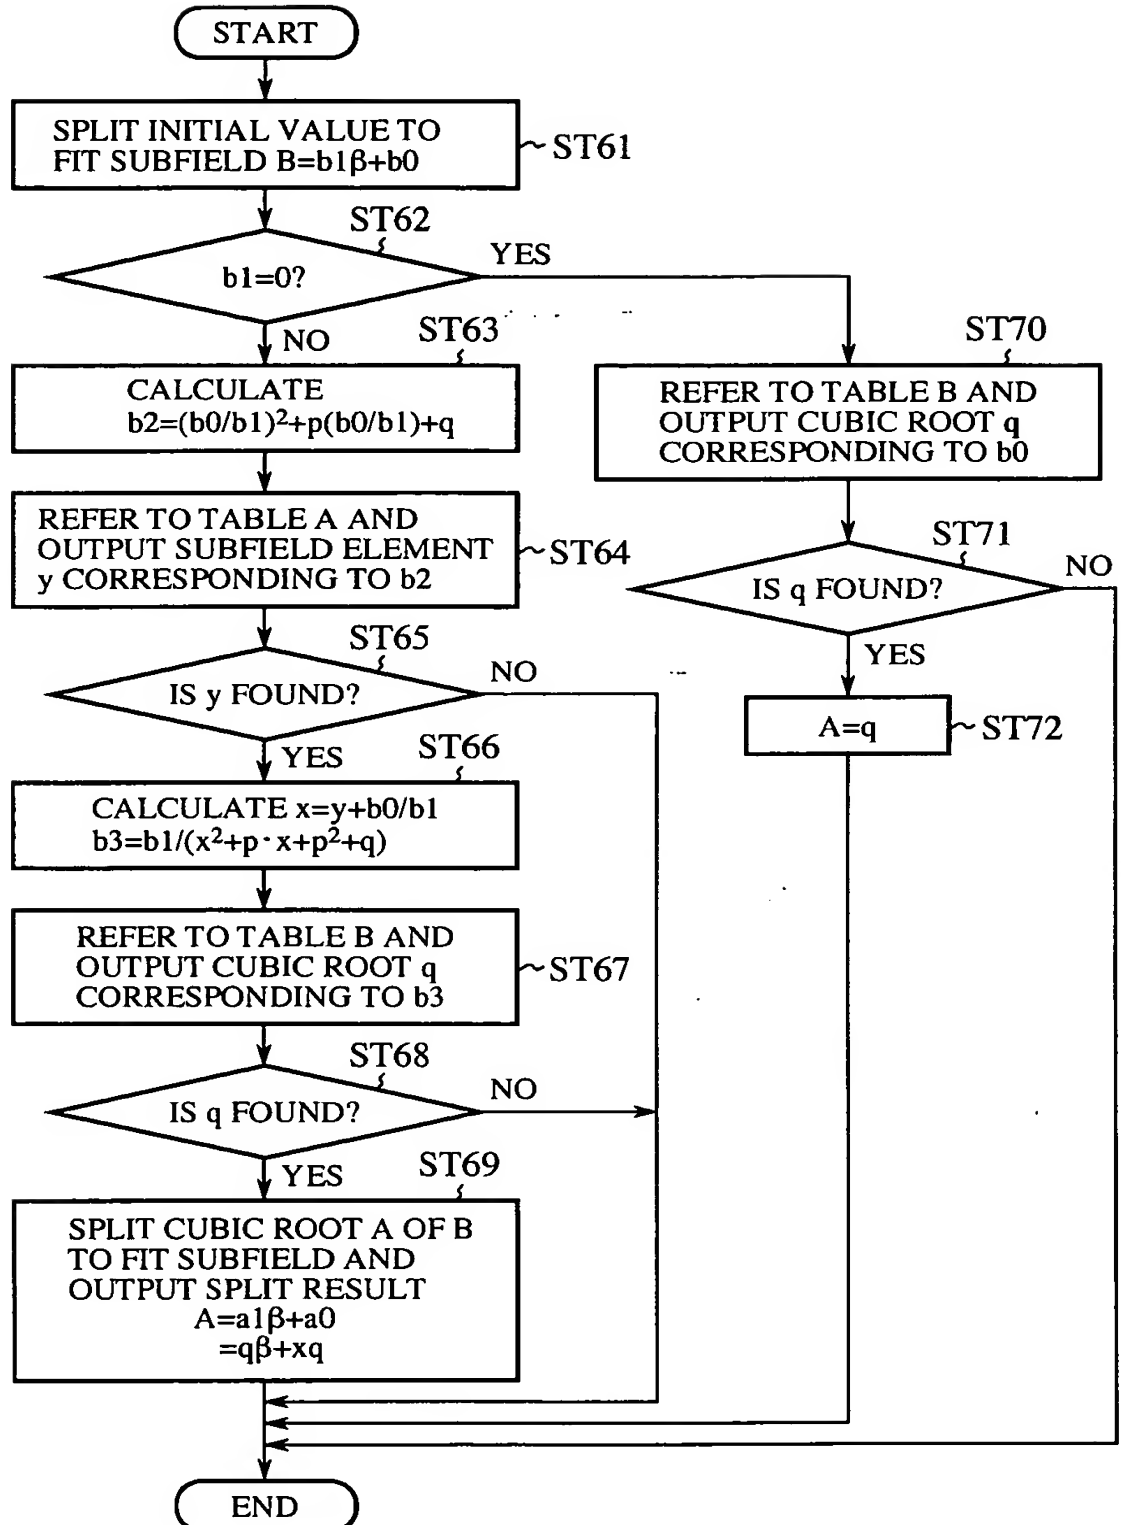 START
SPLIT INITIAL VALUE TO
FIT SUBFIELD B=b1β+b0
ST61
ST62
b1=0?
YES
NO
ST63
CALCULATE
b2=(b0/b1)²+p(b0/b1)+q
ST70
REFER TO TABLE B AND
OUTPUT CUBIC ROOT q
CORRESPONDING TO b0
REFER TO TABLE A AND
OUTPUT SUBFIELD ELEMENT
y CORRESPONDING TO b2
ST64
ST71
IS q FOUND?
NO
YES
ST65
IS y FOUND?
NO
YES
A=q
ST72
ST66
CALCULATE x=y+b0/b1
b3=b1/(x²+p·x+p²+q)
REFER TO TABLE B AND
OUTPUT CUBIC ROOT q
CORRESPONDING TO b3
ST67
ST68
IS q FOUND?
NO
YES
ST69
SPLIT CUBIC ROOT A OF B
TO FIT SUBFIELD AND
OUTPUT SPLIT RESULT
A=a1β+a0
=qβ+xq
END